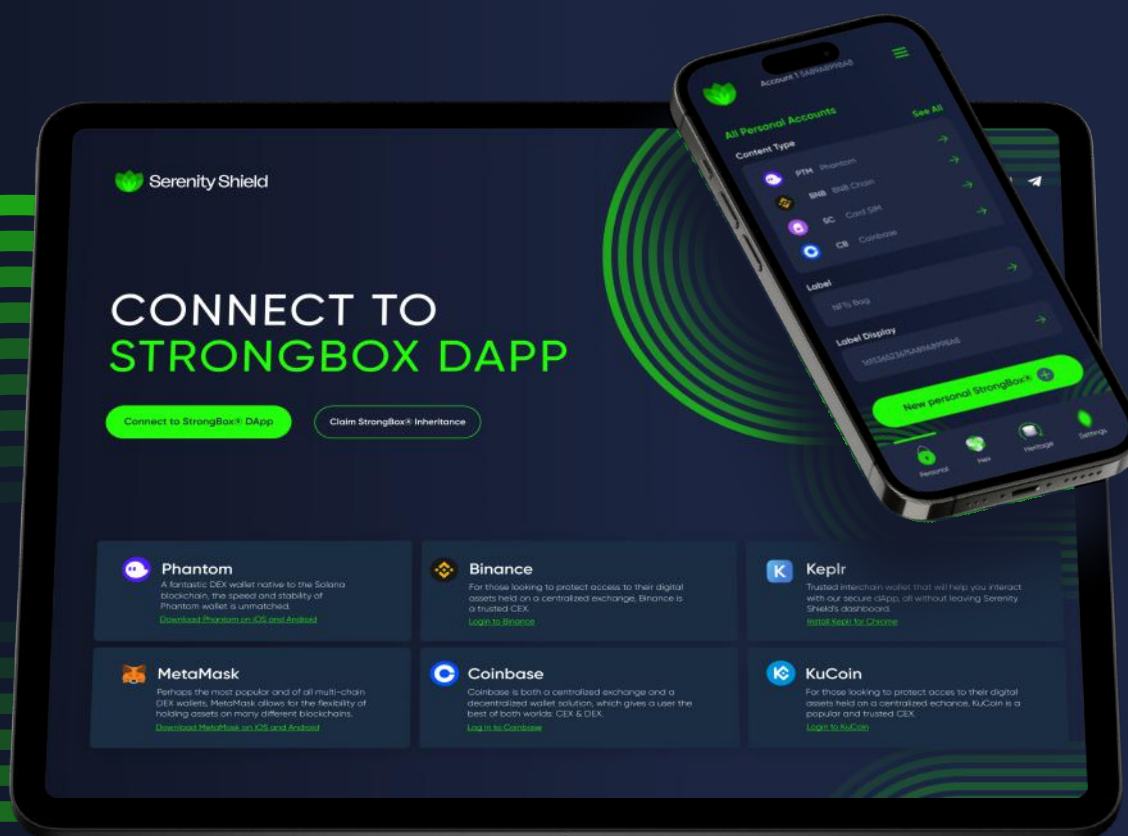 Serenity Shield
CONNECT TO
STRONGBOX DAPP
Connect to StrongBox® DApp
Claim StrongBox® Inheritance
Phantom
A fantastic DEX wallet native to the Solana
blockchain, the speed and stability of
Phantom wallet is unmatched.
Download Phantom on iOS and Android
Binance
For those looking to protect access to their digital
assets held on a centralized exchange, Binance is
a trusted CEX.
Login to Binance
Keplr
Trusted interchain wallet that will help you interact
with our secure dApp, all without leaving Serenity
Shield's dashboard.
Install Keplr for Chrome
MetaMask
Perhaps the most popular and of all multi-chain
DEX wallets, MetaMask allows for the flexibility of
holding assets on many different blockchains.
Download MetaMask on iOS and Android
Coinbase
Coinbase is both a centralized exchange and a
decentralized wallet solution, which gives a user the
best of both worlds: CEX & DEX.
Log in to Coinbase
KuCoin
For those looking to protect acces to their digital
assets held on a centralized echance, KuCoin is a
popular and trusted CEX.
Login to KuCoin
Account 1
All Personal Accounts
See All
Content Type
PTM Phantom
BNB BNB Chain
SC Card SIM
CB Coinbase
Label
NFTs Bag
Label Display
New personal StrongBox®
Personal
Hex
Heritage
Settings